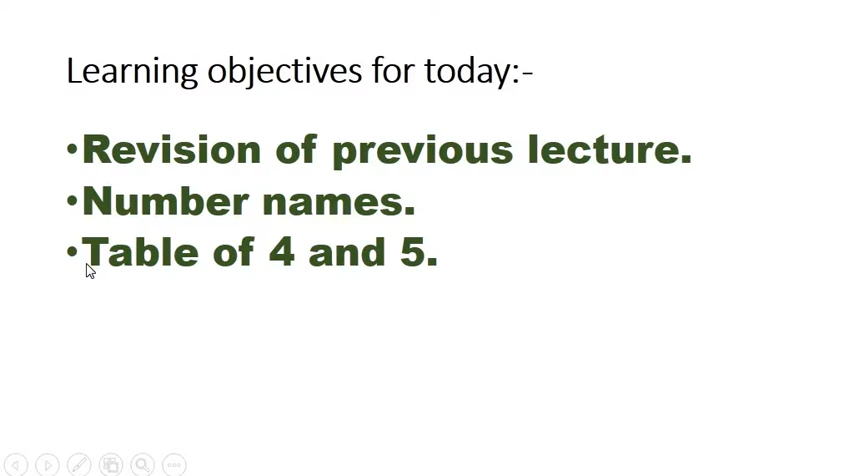 Learning objectives for today:-
•Revision of previous lecture.
•Number names.
•Table of 4 and 5.